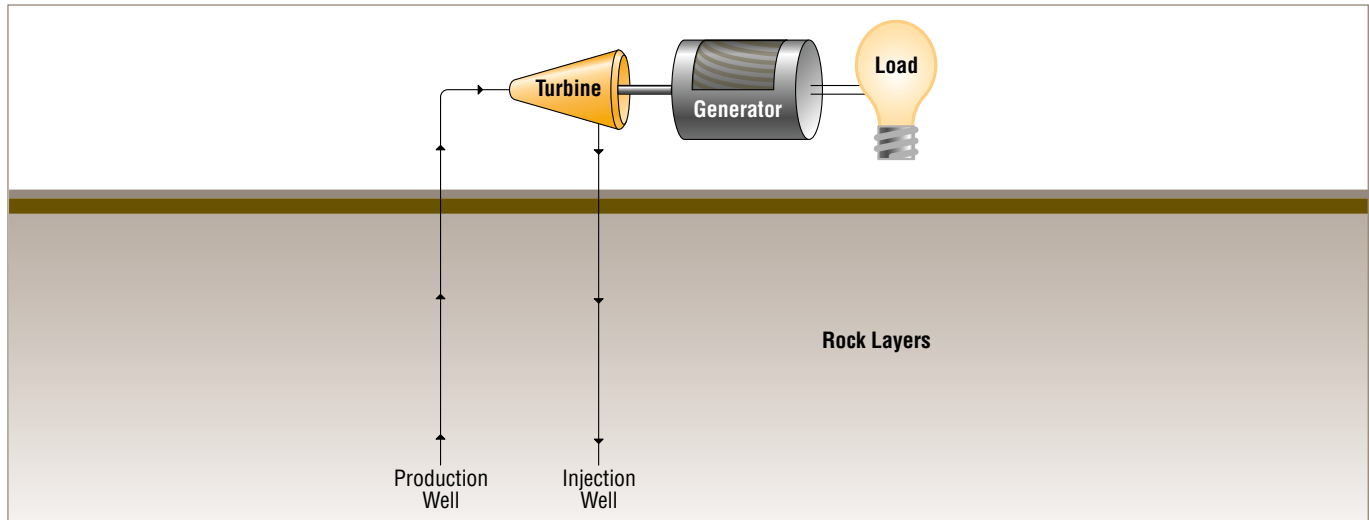 Turbine
Generator
Load
Rock Layers
Production
Well
Injection
Well